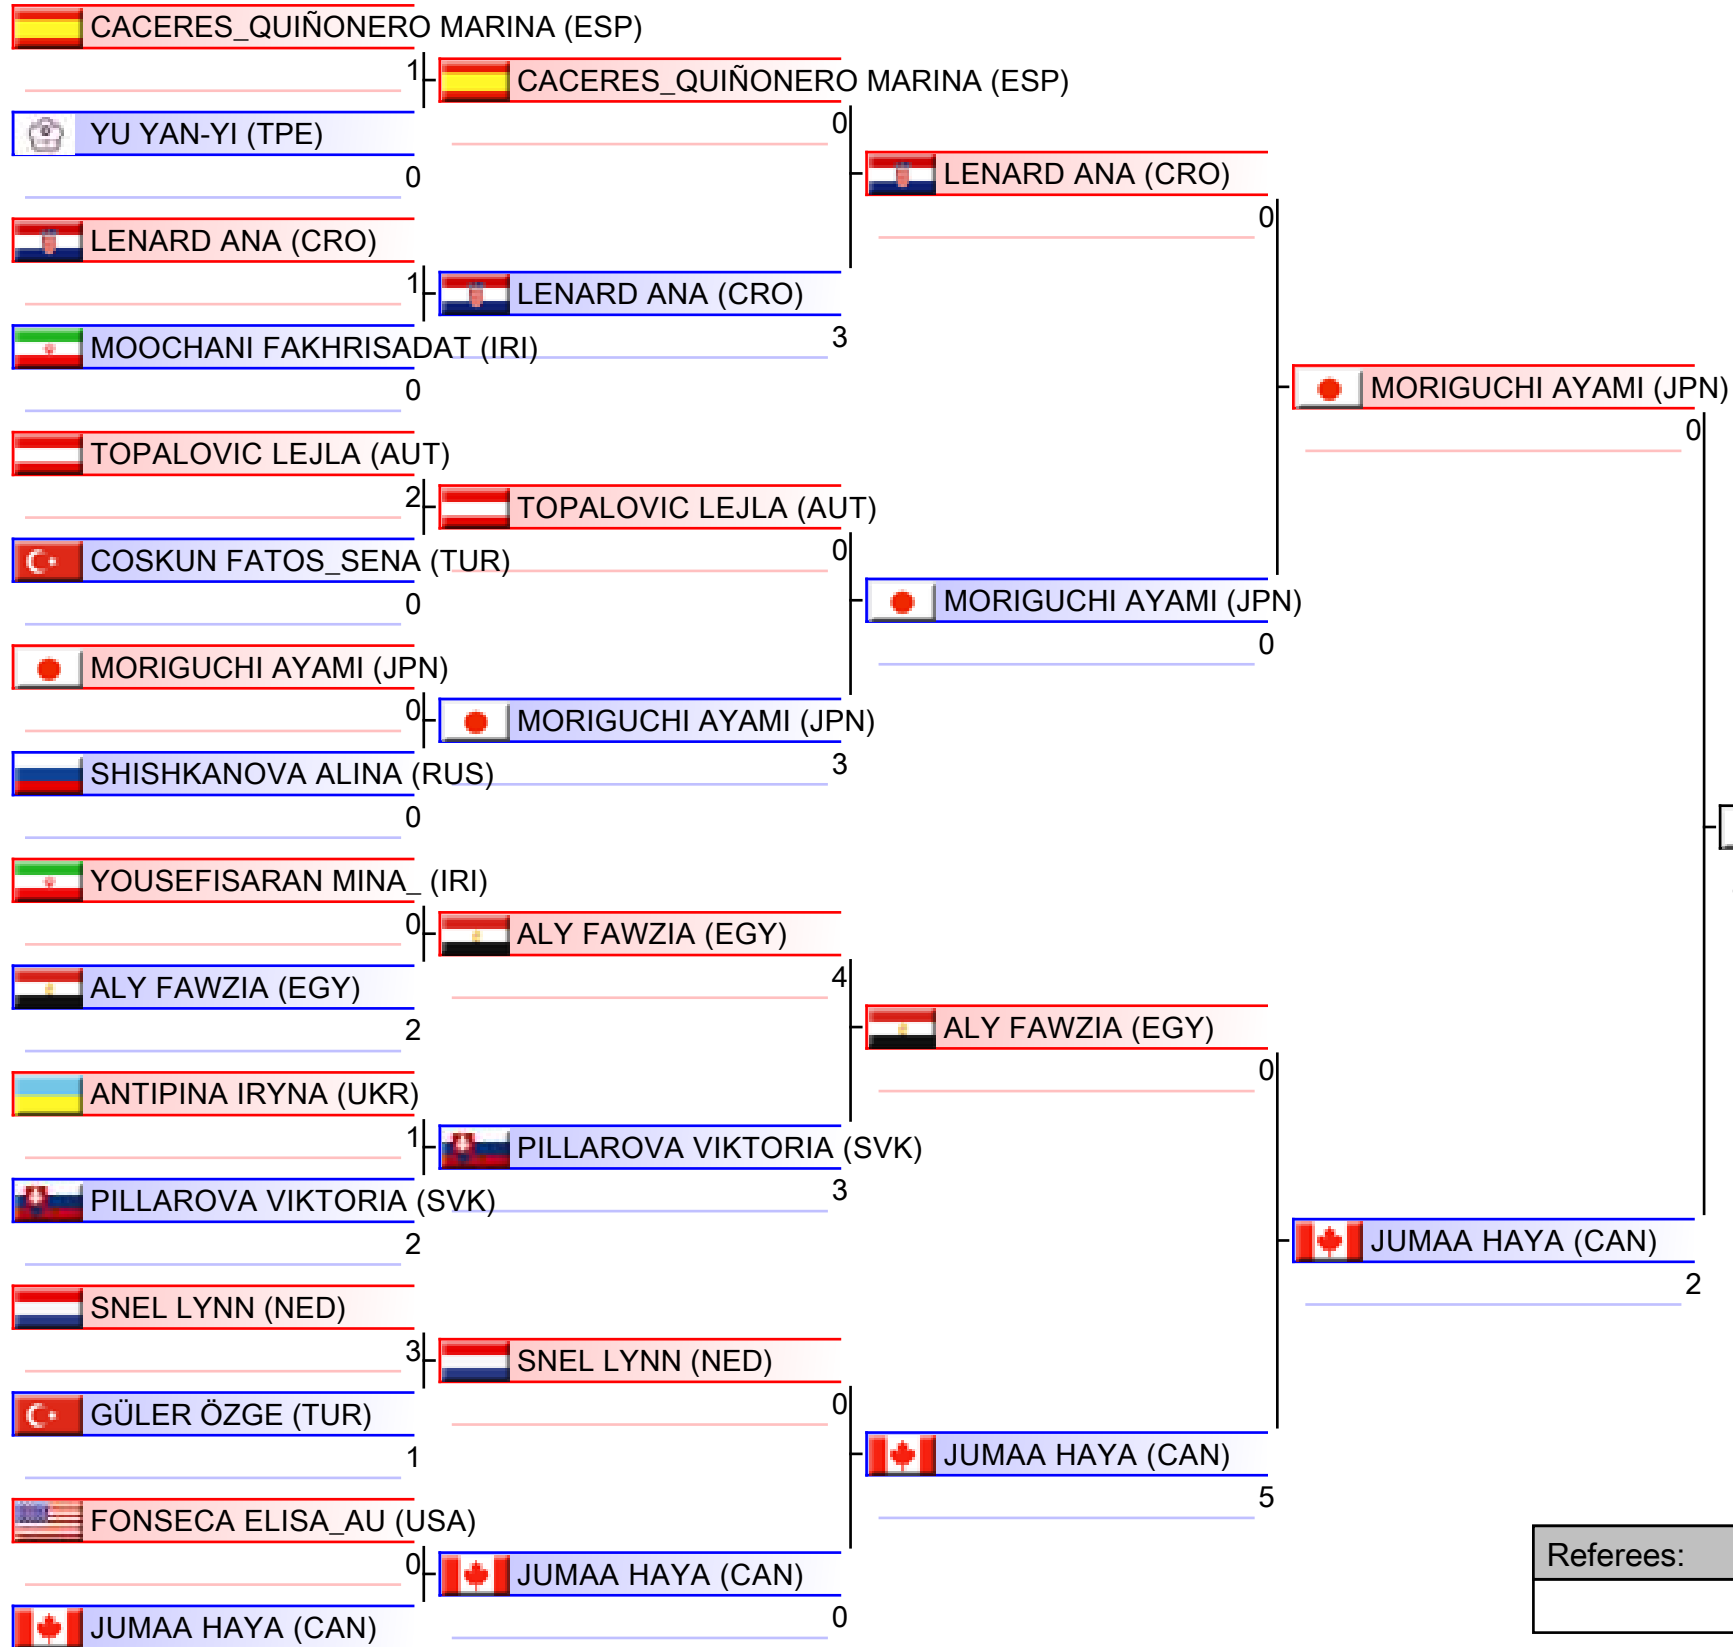 CACERES_QUIÑONERO MARINA (ESP)
1
YU YAN-YI (TPE)
0
LENARD ANA (CRO)
1
MOOCHANI FAKHRISADAT (IRI)
0
TOPALOVIC LEJLA (AUT)
2
COSKUN FATOS_SENA (TUR)
0
MORIGUCHI AYAMI (JPN)
0
SHISHKANOVA ALINA (RUS)
0
YOUSEFISARAN MINA_ (IRI)
0
ALY FAWZIA (EGY)
2
ANTIPINA IRYNA (UKR)
1
PILLAROVA VIKTORIA (SVK)
2
SNEL LYNN (NED)
3
GÜLER ÖZGE (TUR)
1
FONSECA ELISA_AU (USA)
0
JUMAA HAYA (CAN)
CACERES_QUIÑONERO MARINA (ESP)
0
LENARD ANA (CRO)
3
TOPALOVIC LEJLA (AUT)
0
MORIGUCHI AYAMI (JPN)
3
ALY FAWZIA (EGY)
4
PILLAROVA VIKTORIA (SVK)
3
SNEL LYNN (NED)
0
JUMAA HAYA (CAN)
0
LENARD ANA (CRO)
0
MORIGUCHI AYAMI (JPN)
0
ALY FAWZIA (EGY)
0
JUMAA HAYA (CAN)
5
MORIGUCHI AYAMI (JPN)
0
JUMAA HAYA (CAN)
2
Referees: